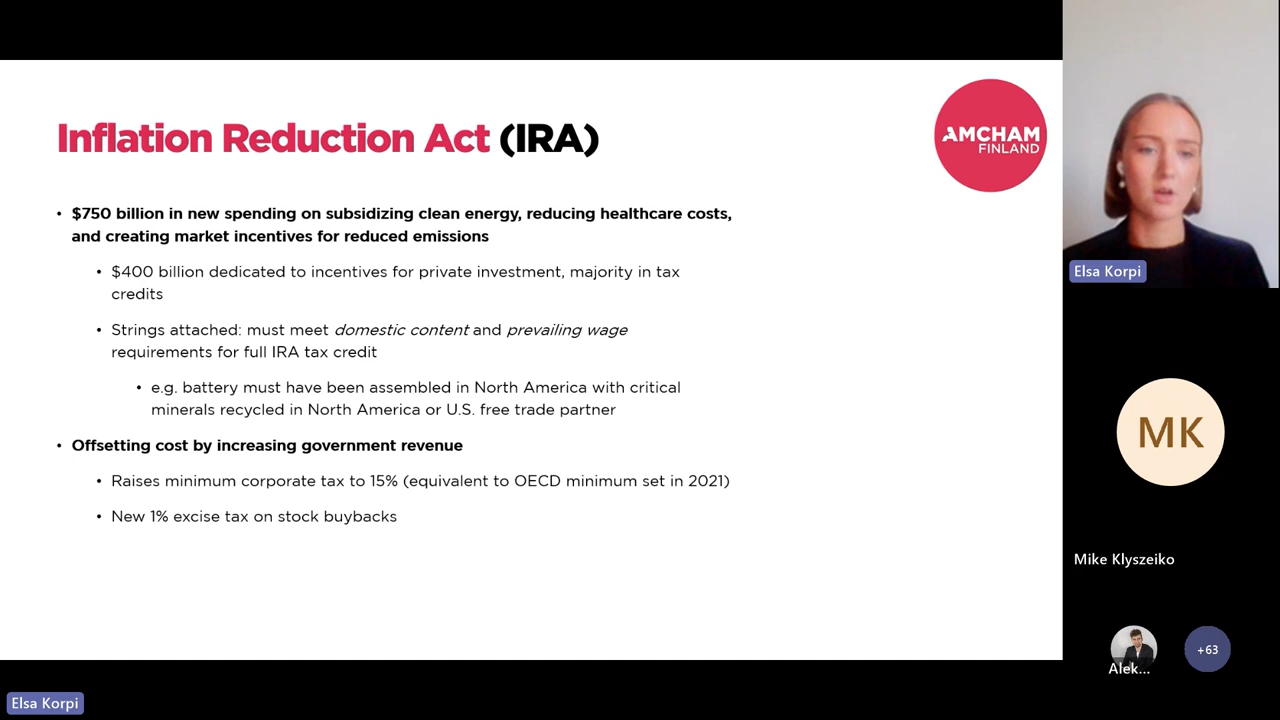 Inflation Reduction Act (IRA)
AMCHAM
FINLAND
• $750 billion in new spending on subsidizing clean energy, reducing healthcare costs,
and creating market incentives for reduced emissions
• $400 billion dedicated to incentives for private investment, majority in tax
credits
• Strings attached: must meet domestic content and prevailing wage
requirements for full IRA tax credit
• e.g. battery must have been assembled in North America with critical
minerals recycled in North America or U.S. free trade partner
• Offsetting cost by increasing government revenue
• Raises minimum corporate tax to 15% (equivalent to OECD minimum set in 2021)
• New 1% excise tax on stock buybacks
Elsa Korpi
MK
Mike Klyszeiko
Alek...
+63
Elsa Korpi